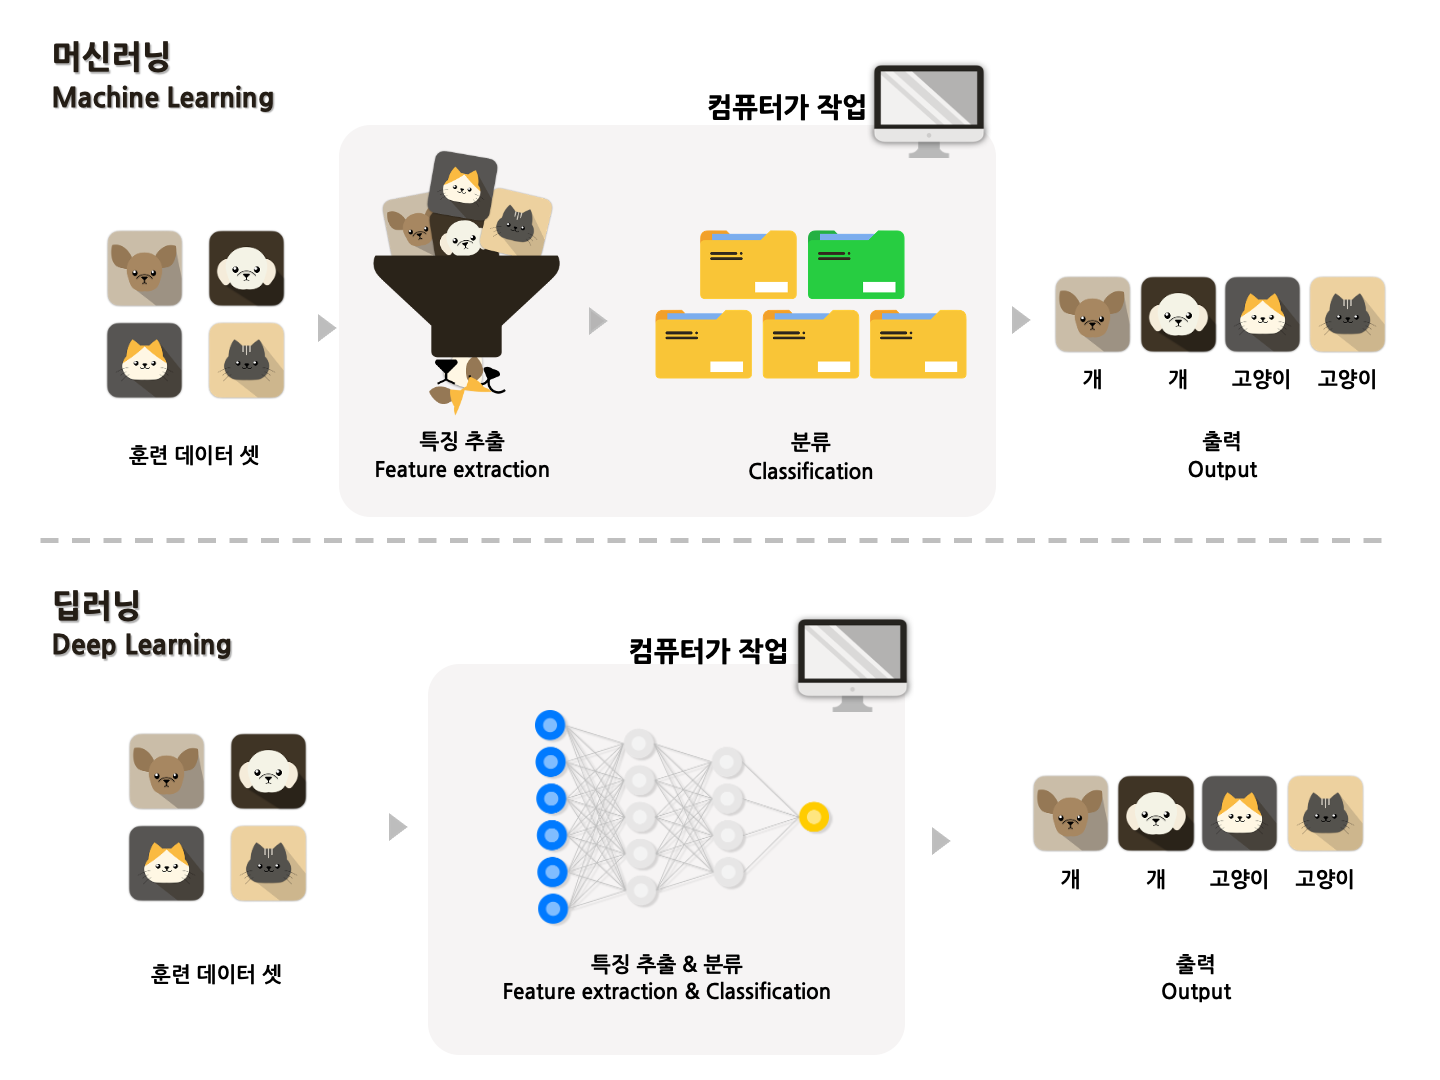 머신러닝
Machine Learning
컴퓨터가 작업
훈련 데이터 셋
특징 추출
Feature extraction
분류
Classification
개
개
고양이
고양이
출력
Output
딥러닝
Deep Learning
컴퓨터가 작업
훈련 데이터 셋
특징 추출 & 분류
Feature extraction & Classification
개
개
고양이
고양이
출력
Output